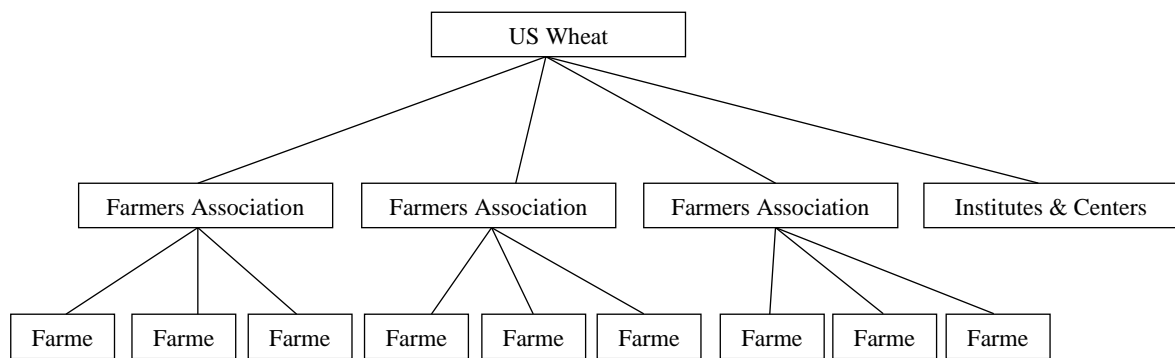 US Wheat
Farmers Association
Farmers Association
Farmers Association
Institutes & Centers
Farme
Farme
Farme
Farme
Farme
Farme
Farme
Farme
Farme